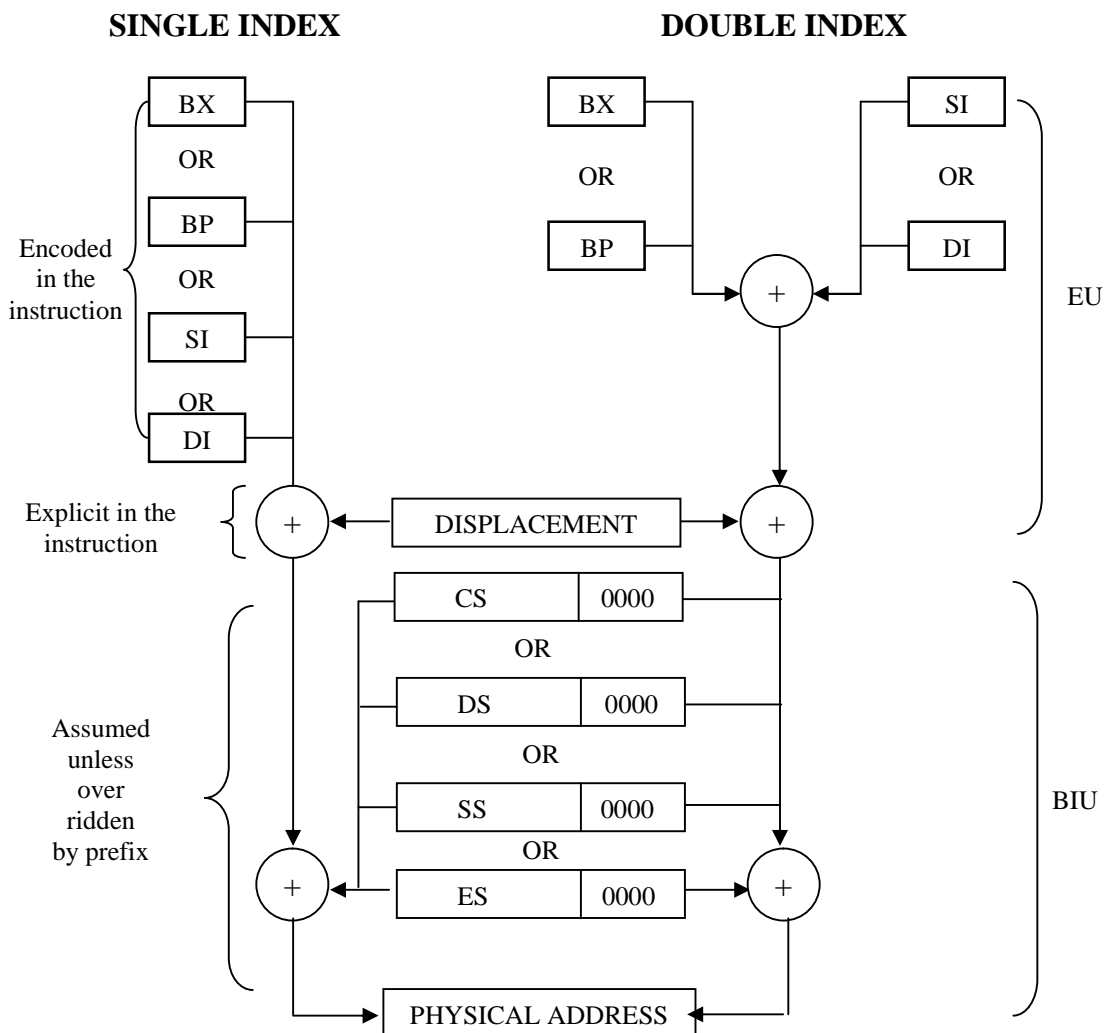 SINGLE INDEX
DOUBLE INDEX
BX
BX
SI
OR
OR
OR
BP
BP
DI
Encoded
in the
instruction
OR
+
EU
SI
OR
DI
Explicit in the
instruction
+
DISPLACEMENT
+
CS
0000
OR
DS
0000
Assumed
unless
over
ridden
by prefix
OR
SS
0000
BIU
OR
+
ES
0000
+
PHYSICAL ADDRESS